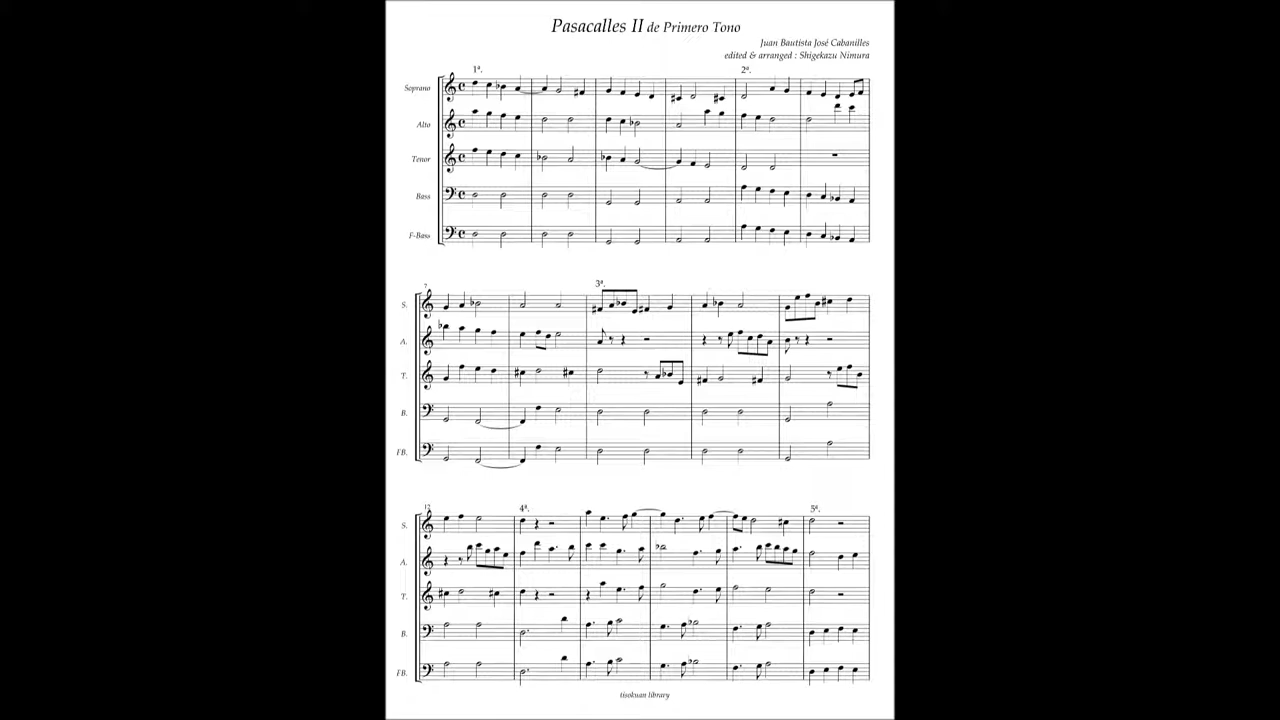 Pasacalles II de Primero Tono
Juan Bautista José Cabanilles
edited & arranged : Shigekazu Nimura
1ª.
2ª.
Soprano
Alto
Tenor
Bass
F-Bass
7
3ª.
S.
A.
T.
B.
FB.
12
4ª.
5ª.
S.
A.
T.
B.
FB.
tisokuan library